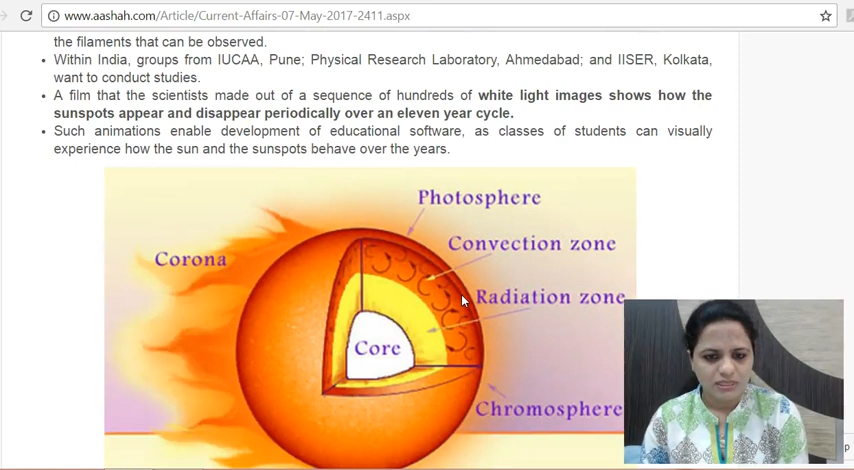 www.aashah.com/Article/Current-Affairs-07-May-2017-2411.aspx
the filaments that can be observed.
• Within India, groups from IUCAA, Pune; Physical Research Laboratory, Ahmedabad; and IISER, Kolkata,
want to conduct studies.
• A film that the scientists made out of a sequence of hundreds of white light images shows how the
sunspots appear and disappear periodically over an eleven year cycle.
• Such animations enable development of educational software, as classes of students can visually
experience how the sun and the sunspots behave over the years.
Photosphere
Convection zone
Corona
Radiation zone
Core
Chromosphere
p